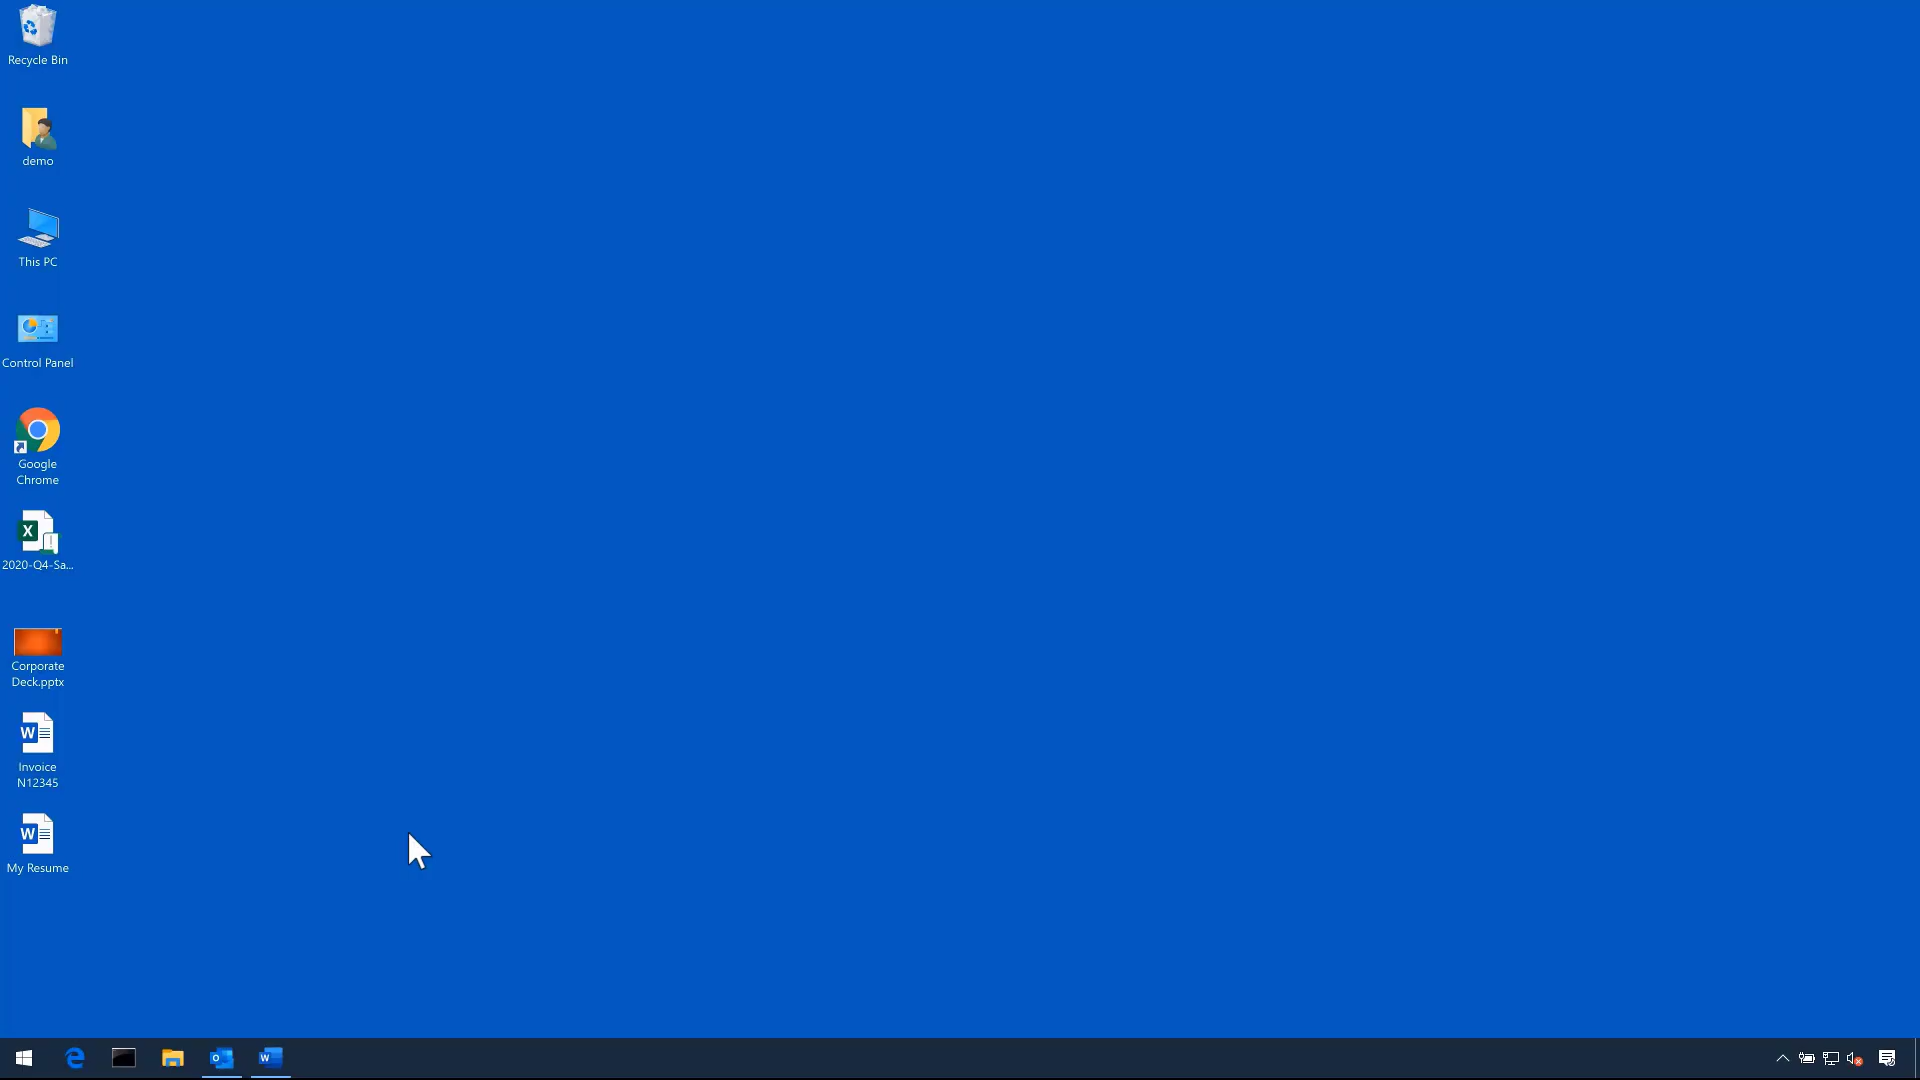 Recycle Bin
demo
This PC
Control Panel
Google
Chrome
2020-Q4-Sa...
Corporate
Deck.pptx
Invoice
N12345
My Resume